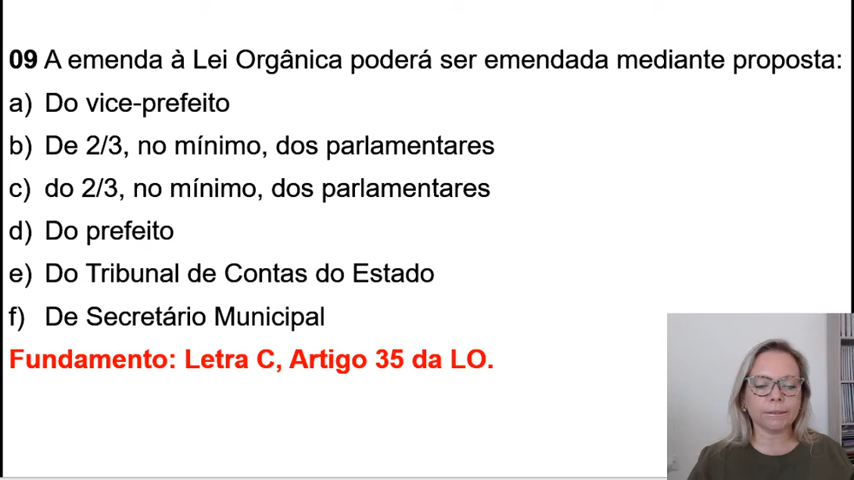 09 A emenda à Lei Orgânica poderá ser emendada mediante proposta:
a) Do vice-prefeito
b) De 2/3, no mínimo, dos parlamentares
c) do 2/3, no mínimo, dos parlamentares
d) Do prefeito
e) Do Tribunal de Contas do Estado
f) De Secretário Municipal
Fundamento: Letra C, Artigo 35 da LO.